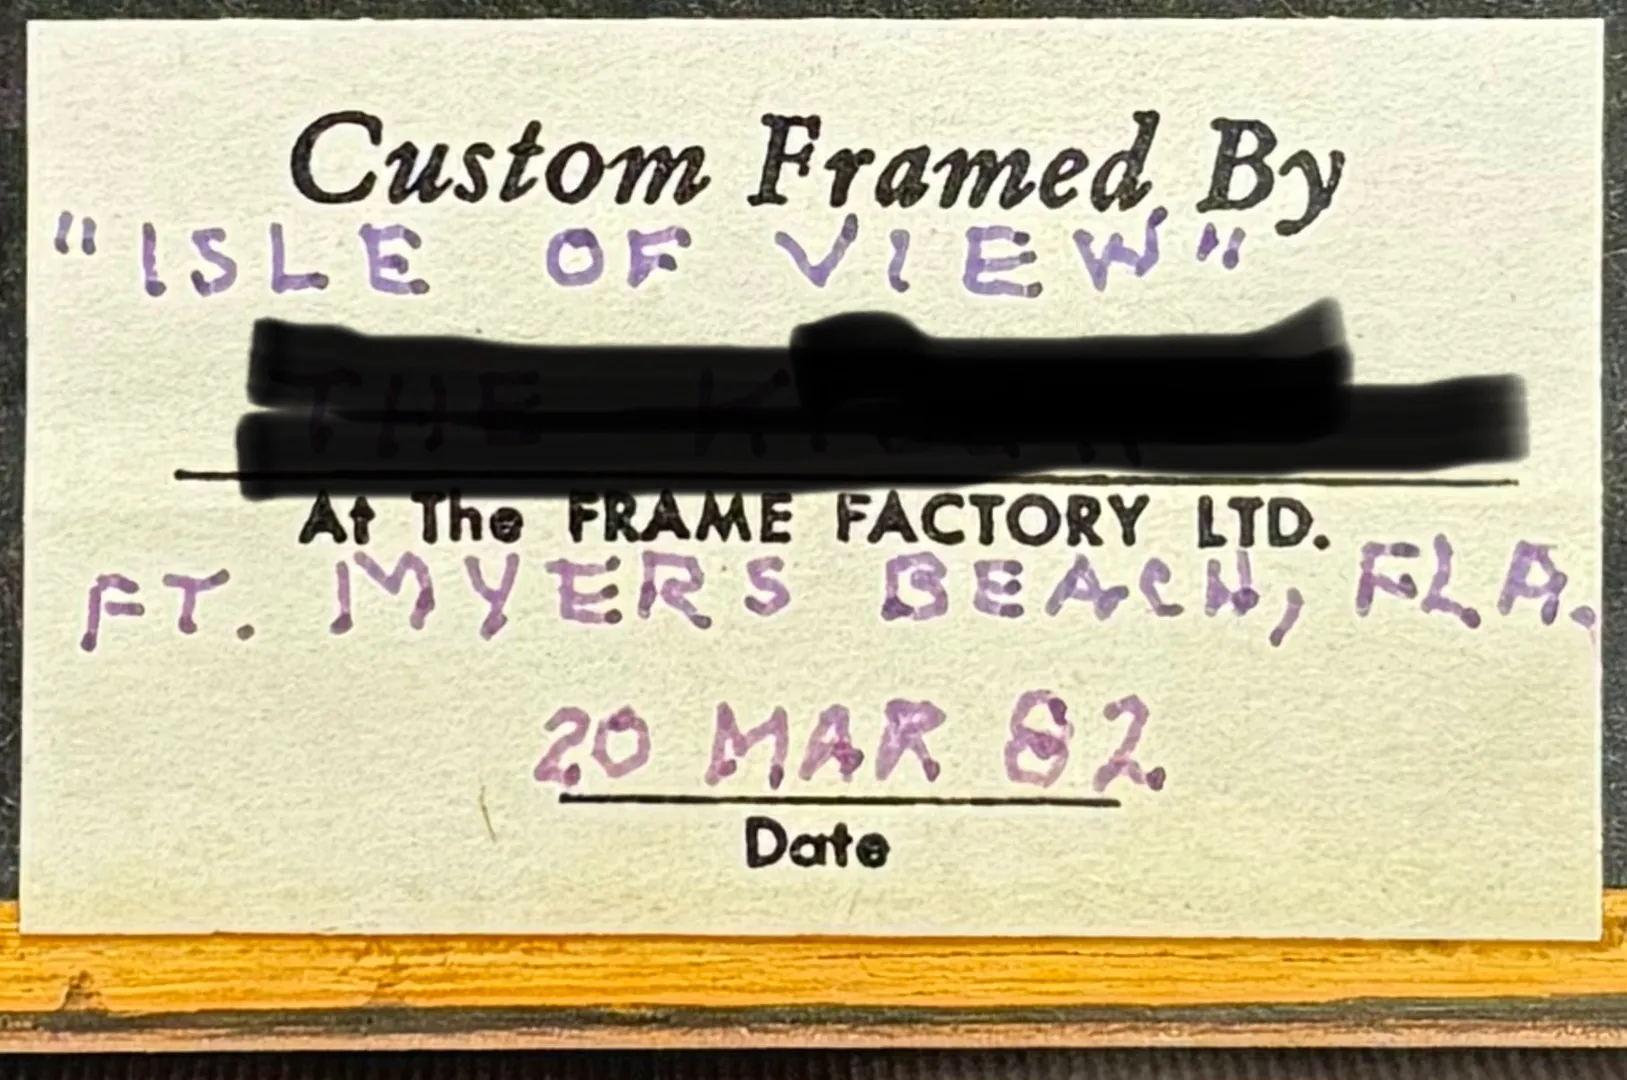 Custom Framed By
"ISLE OF VIEW"
At The FRAME FACTORY LTD.
FT. MYERS BEACH, FLA.
20 MAR 82
Date